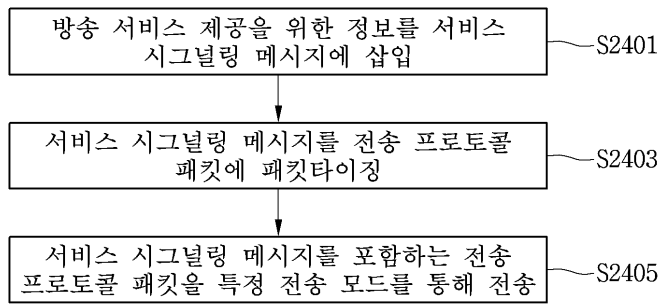 방송 서비스 제공을 위한 정보를 서비스
시그널링 메시지에 삽입
S2401
서비스 시그널링 메시지를 전송 프로토콜
패킷에 패킷타이징
S2403
서비스 시그널링 메시지를 포함하는 전송
프로토콜 패킷을 특정 전송 모드를 통해 전송
S2405